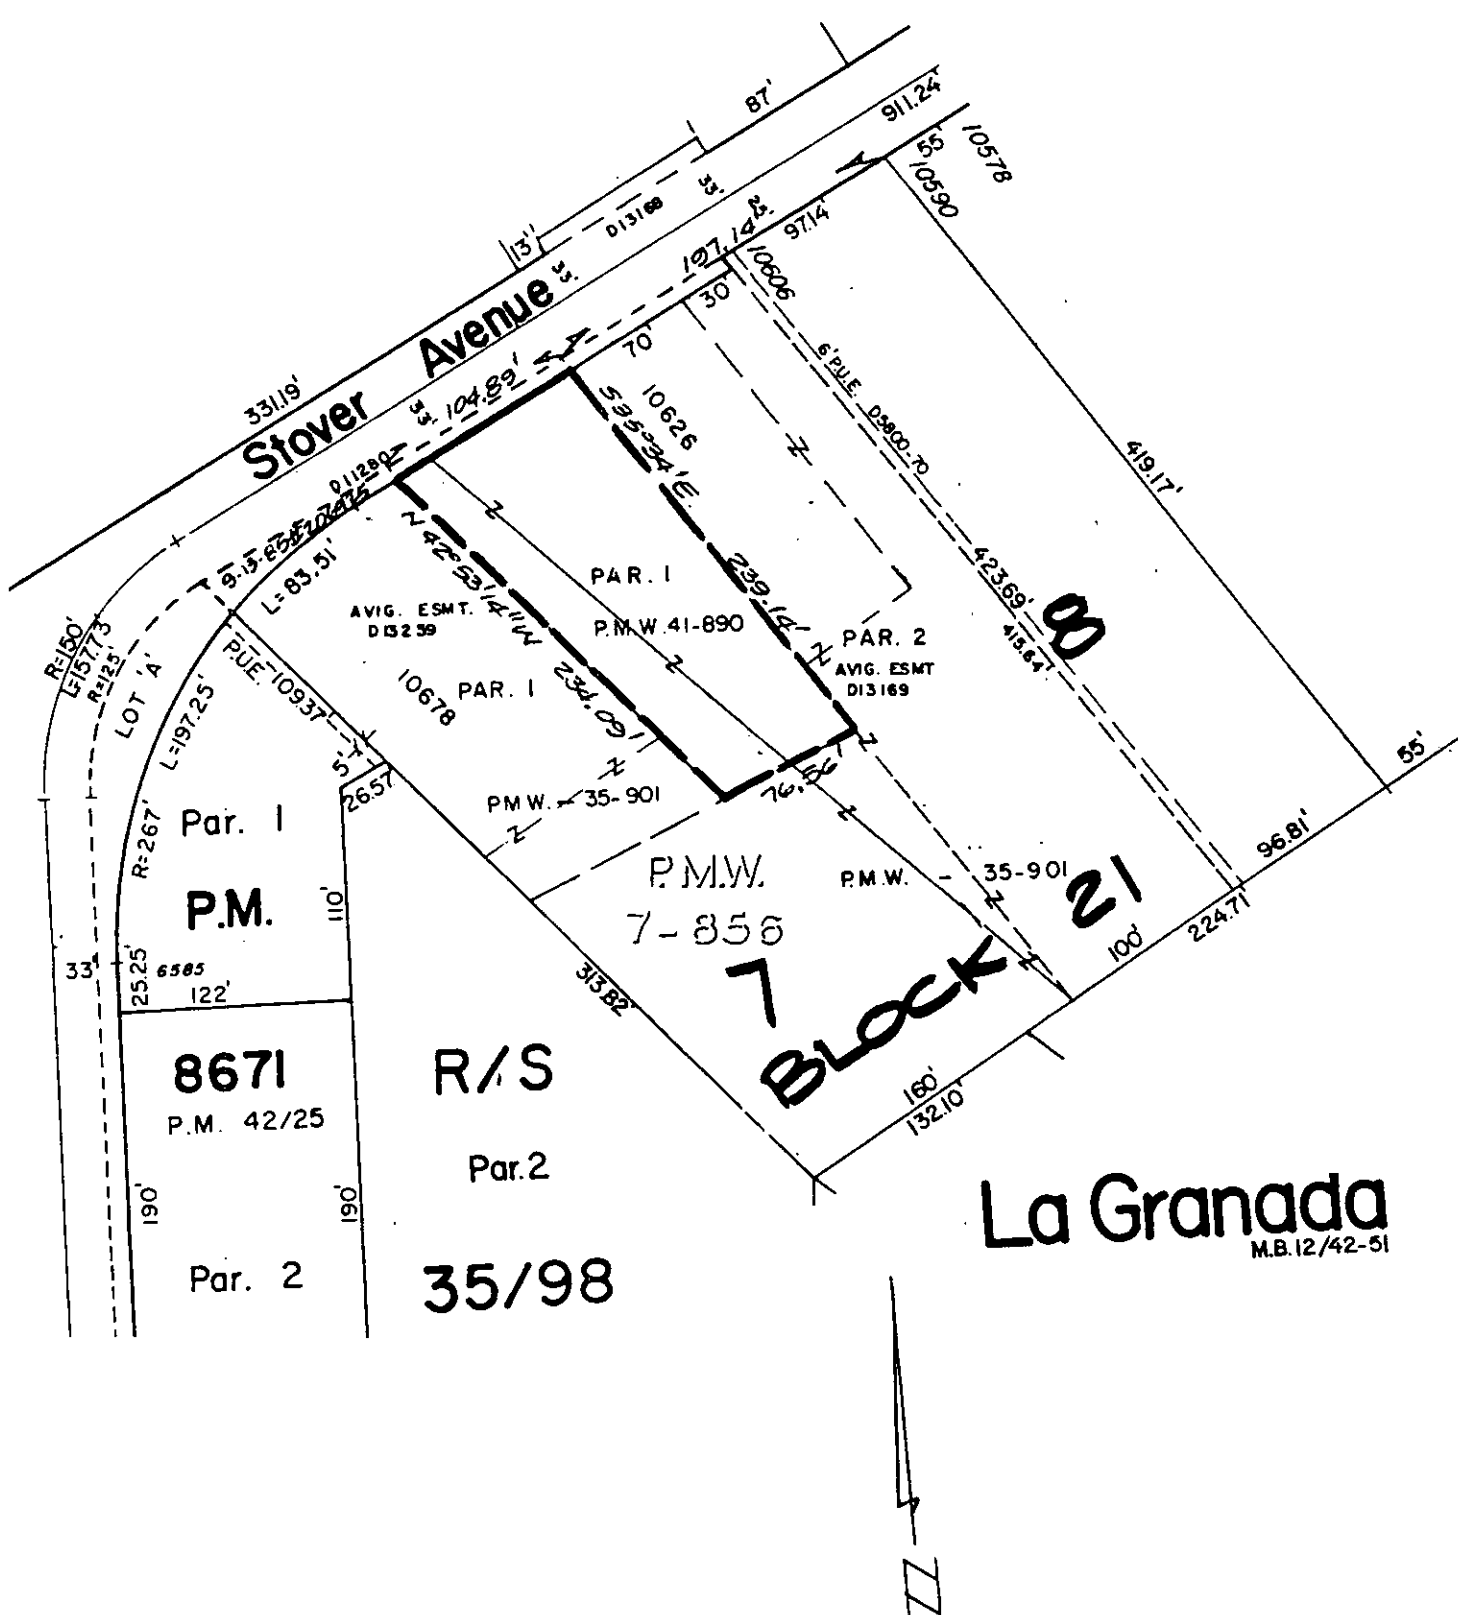 87'
911.24'
13'
1'
D13168
33'
55'
10578
10590
33'
197.14'
25'
97.14'
10606
30'
70'
Stover Avenue
331.19'
33'
104.89'
D11280
L=83.51'
S35°34'E
239.14'
10626
6' P.U.E. D5800-70
419.17'
423.69'
415.64'
8
PAR. 1
P.M.W. 41-890
PAR. 2
AVIG. ESMT
D13169
AVIG. ESMT.
D13259
N 42°53'14"W
234.09'
10678
PAR. 1
R=150'
L=157.73
R=125'
LOT 'A'
P.U.E.
109.37'
L=197.25'
R=267'
5'
26.57'
76.56'
P.M.W. - 35-901
55'
96.81'
224.71'
100'
Par. 1
P.M.
110'
33'
25.25'
6585
122'
P.M.W.
7-856
P.M.W. - 35-901
7
BLOCK 21
313.82'
160'
132.10'
8671
P.M. 42/25
190'
190'
Par. 2
R/S
Par. 2
35/98
La Granada
M.B. 12/42-51